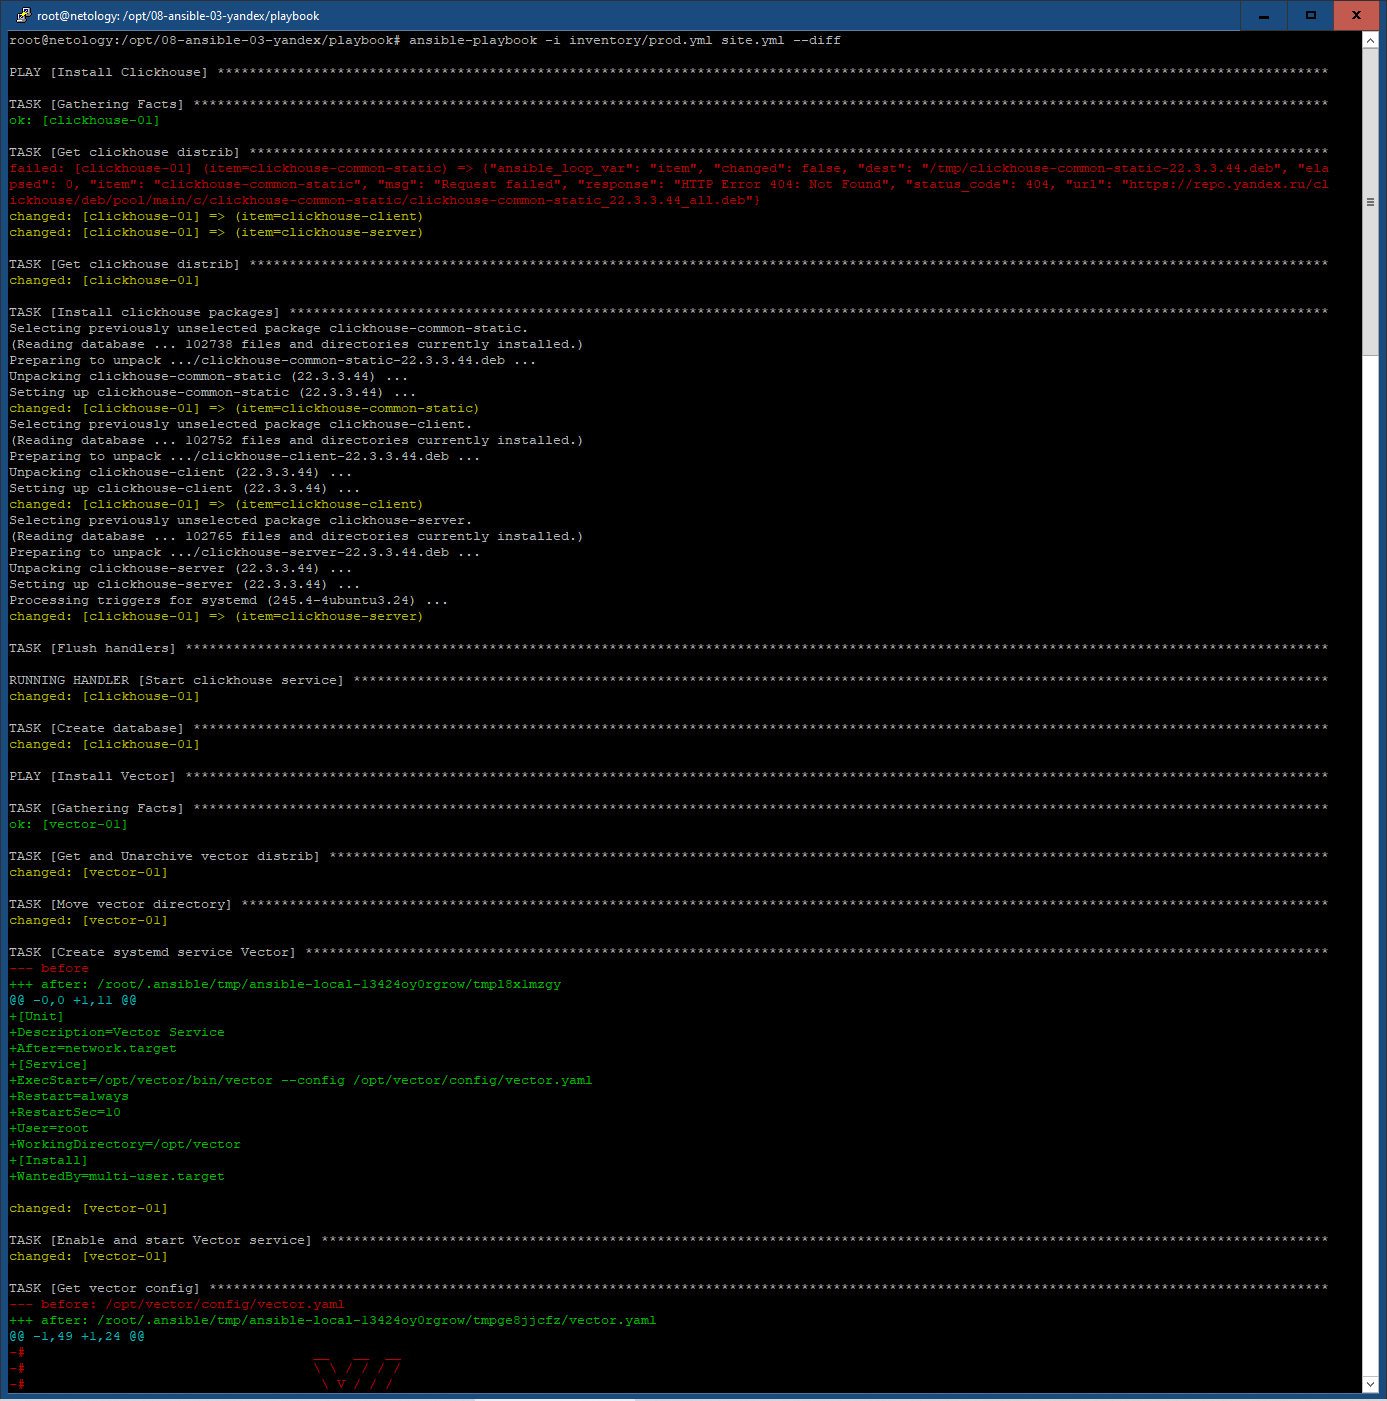 root@netology: /opt/08-ansible-03-yandex/playbook
root@netology:/opt/08-ansible-03-yandex/playbook# ansible-playbook -i inventory/prod.yml site.yml --diff
PLAY [Install Clickhouse] *******************************************************************************************************************************************
TASK [Gathering Facts] **********************************************************************************************************************************************
ok: [clickhouse-01]
TASK [Get clickhouse distrib] ***************************************************************************************************************************************
failed: [clickhouse-01] (item=clickhouse-common-static) => {"ansible_loop_var": "item", "changed": false, "dest": "/tmp/clickhouse-common-static-22.3.3.44.deb", "ela
psed": 0, "item": "clickhouse-common-static", "msg": "Request failed", "response": "HTTP Error 404: Not Found", "status_code": 404, "url": "https://repo.yandex.ru/cl
ickhouse/deb/pool/main/c/clickhouse-common-static/clickhouse-common-static_22.3.3.44_all.deb"}
changed: [clickhouse-01] => (item=clickhouse-client)
changed: [clickhouse-01] => (item=clickhouse-server)
TASK [Get clickhouse distrib] ***************************************************************************************************************************************
changed: [clickhouse-01]
TASK [Install clickhouse packages] **********************************************************************************************************************************
Selecting previously unselected package clickhouse-common-static.
(Reading database ... 102738 files and directories currently installed.)
Preparing to unpack .../clickhouse-common-static-22.3.3.44.deb ...
Unpacking clickhouse-common-static (22.3.3.44) ...
Setting up clickhouse-common-static (22.3.3.44) ...
changed: [clickhouse-01] => (item=clickhouse-common-static)
Selecting previously unselected package clickhouse-client.
(Reading database ... 102752 files and directories currently installed.)
Preparing to unpack .../clickhouse-client-22.3.3.44.deb ...
Unpacking clickhouse-client (22.3.3.44) ...
Setting up clickhouse-client (22.3.3.44) ...
changed: [clickhouse-01] => (item=clickhouse-client)
Selecting previously unselected package clickhouse-server.
(Reading database ... 102765 files and directories currently installed.)
Preparing to unpack .../clickhouse-server-22.3.3.44.deb ...
Unpacking clickhouse-server (22.3.3.44) ...
Setting up clickhouse-server (22.3.3.44) ...
Processing triggers for systemd (245.4-4ubuntu3.24) ...
changed: [clickhouse-01] => (item=clickhouse-server)
TASK [Flush handlers] ***********************************************************************************************************************************************
RUNNING HANDLER [Start clickhouse service] **************************************************************************************************************************
changed: [clickhouse-01]
TASK [Create database] **********************************************************************************************************************************************
changed: [clickhouse-01]
PLAY [Install Vector] ***********************************************************************************************************************************************
TASK [Gathering Facts] **********************************************************************************************************************************************
ok: [vector-01]
TASK [Get and Unarchive vector distrib] *****************************************************************************************************************************
changed: [vector-01]
TASK [Move vector directory] ****************************************************************************************************************************************
changed: [vector-01]
TASK [Create systemd service Vector] ********************************************************************************************************************************
--- before
+++ after: /root/.ansible/tmp/ansible-local-13424oy0rgrow/tmpl8xlmzgy
@@ -0,0 +1,11 @@
+[Unit]
+Description=Vector Service
+After=network.target
+[Service]
+ExecStart=/opt/vector/bin/vector --config /opt/vector/config/vector.yaml
+Restart=always
+RestartSec=10
+User=root
+WorkingDirectory=/opt/vector
+[Install]
+WantedBy=multi-user.target
changed: [vector-01]
TASK [Enable and start Vector service] ******************************************************************************************************************************
changed: [vector-01]
TASK [Get vector config] ********************************************************************************************************************************************
--- before: /opt/vector/config/vector.yaml
+++ after: /root/.ansible/tmp/ansible-local-13424oy0rgrow/tmpge8jjcfz/vector.yaml
@@ -1,49 +1,24 @@
-#                                    __   __  __
-#                                    \ \ / / / /
-#                                     \ V / / /